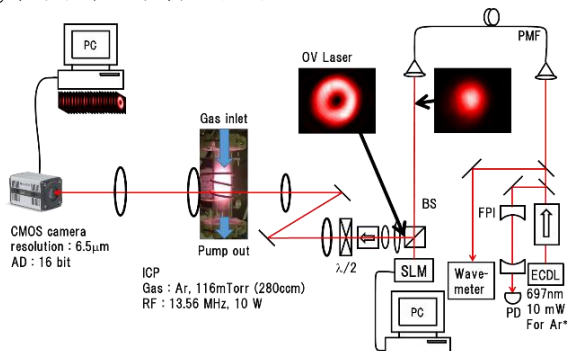 PC
PMF
OV Laser
Gas inlet
BS
CMOS camera
resolution : 6.5μm
AD : 16 bit
Pump out
ICP
Gas : Ar, 116mTorr (280ccm)
RF : 13.56 MHz, 10 W
λ/2
SLM
PC
FPI
Wave-
meter
PD
ECDL
697nm
10 mW
For Ar*